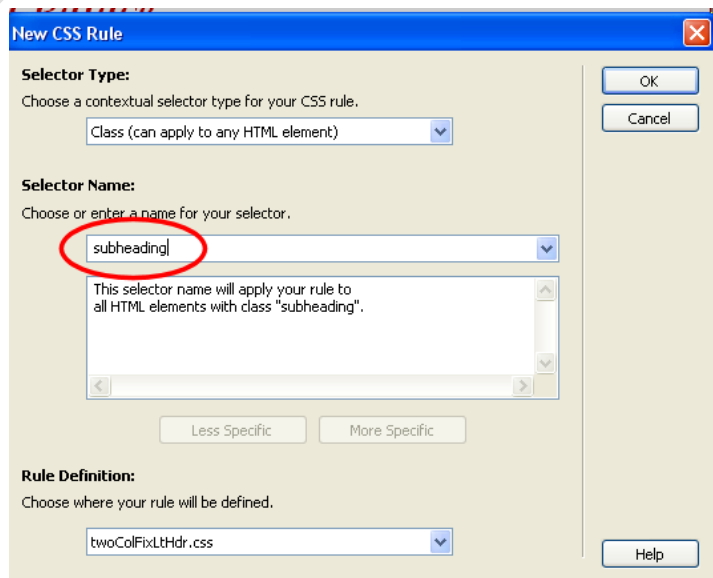 New CSS Rule
Selector Type:
Choose a contextual selector type for your CSS rule.
Class (can apply to any HTML element)
OK
Cancel
Selector Name:
Choose or enter a name for your selector.
subheading
This selector name will apply your rule to
all HTML elements with class "subheading".
Less Specific
More Specific
Rule Definition:
Choose where your rule will be defined.
twoColFixLtHdr.css
Help